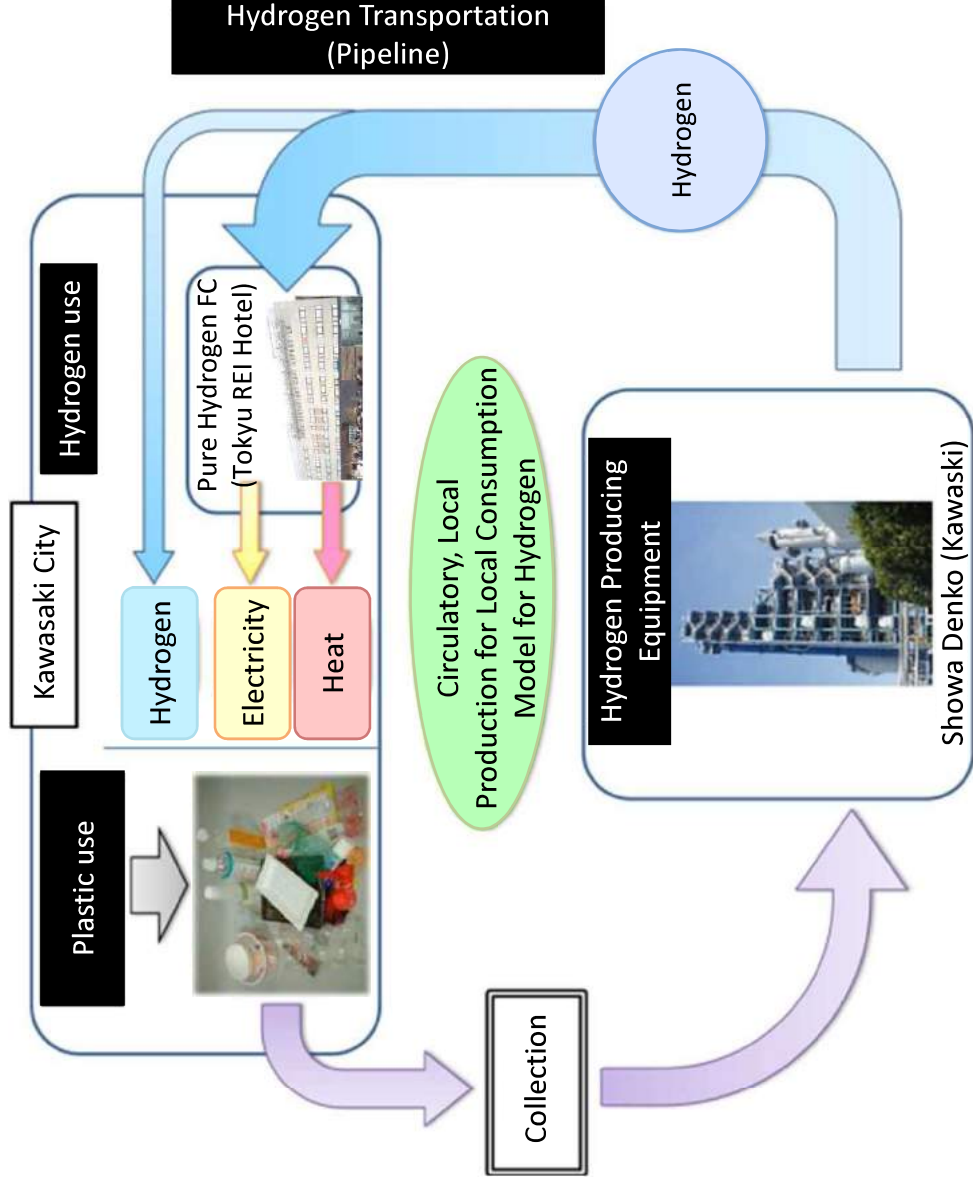 Hydrogen Transportation
(Pipeline)
Kawasaki City
Plastic use
Hydrogen use
Hydrogen
Electricity
Heat
Pure Hydrogen FC
(Tokyu REI Hotel)
Hydrogen
Circulatory, Local
Production for Local Consumption
Model for Hydrogen
Collection
Hydrogen Producing
Equipment
Showa Denko (Kawaski)